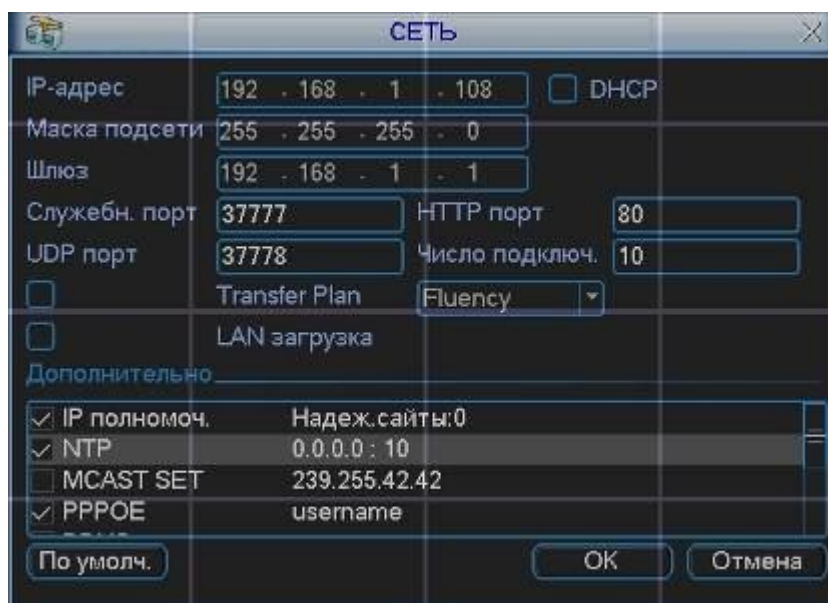 СЕТЬ
IP-адрес 192 . 168 . 1 . 108 DHCP
Маска подсети 255 . 255 . 255 . 0
Шлюз 192 . 168 . 1 . 1
Служебн. порт 37777 HTTP порт 80
UDP порт 37778 Число подключ. 10
Transfer Plan Fluency
LAN загрузка
Дополнительно
IP полномоч. Надеж.сайты:0
NTP 0.0.0.0 : 10
MCAST SET 239.255.42.42
PPPOE username
По умолч. OK Отмена